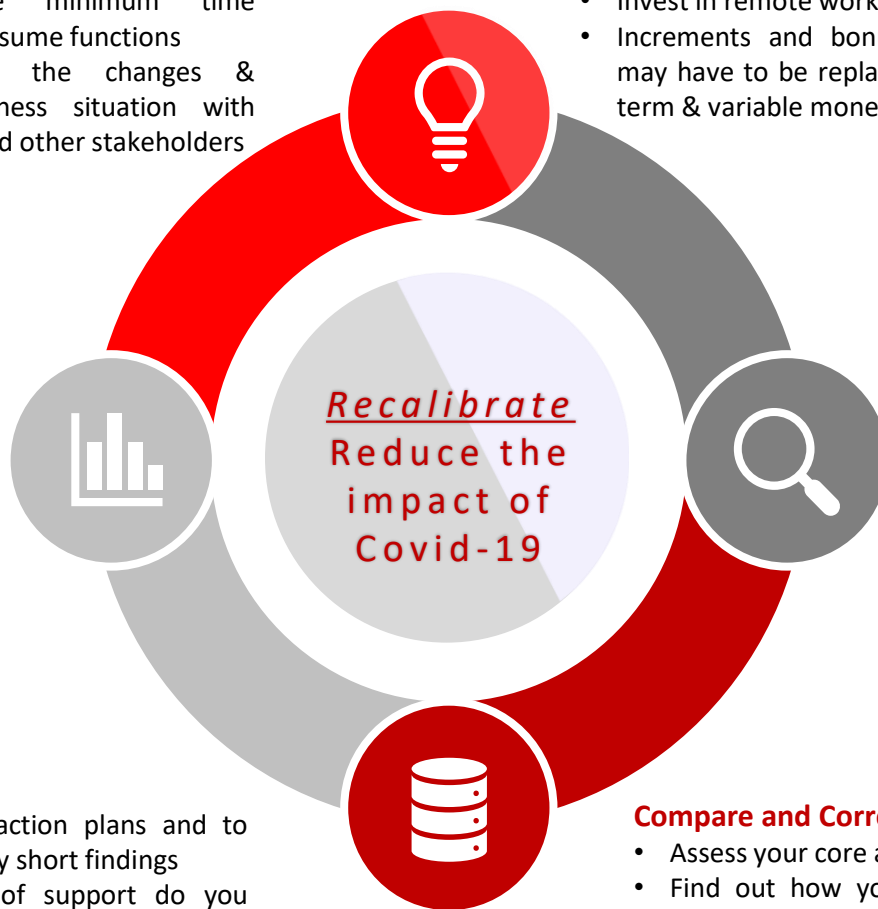 minimum time
sume functions
the changes &
ness situation with
d other stakeholders
• Invest in remote work
• Increments and bon
may have to be repla
term & variable mone
Recalibrate
Reduce the
impact of
Covid-19
action plans and to
y short findings
of support do you
Compare and Corre
• Assess your core a
• Find out how yo